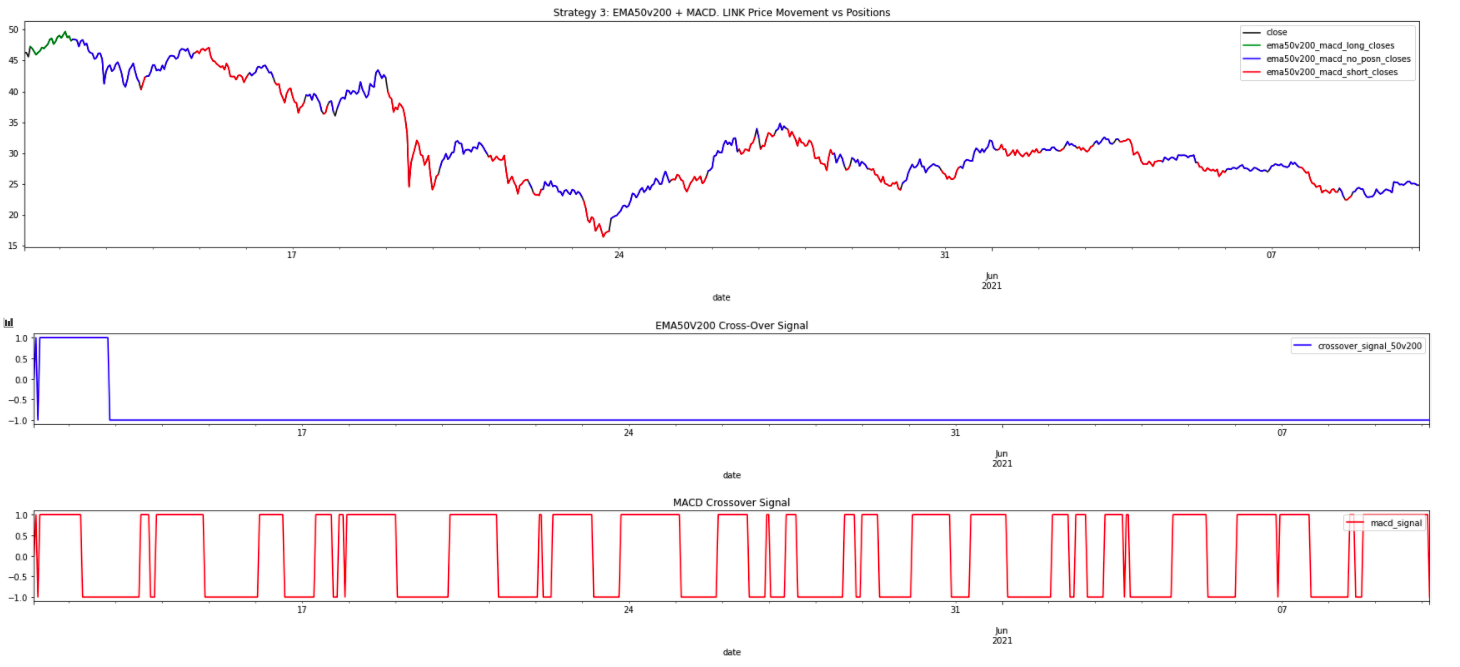 Strategy 3: EMA50v200 + MACD. LINK Price Movement vs Positions
50
45
40
35
30
25
20
15
close
ema50v200_macd_long_closes
ema50v200_macd_no_posn_closes
ema50v200_macd_short_closes
17
24
31
Jun
2021
07
date
EMA50V200 Cross-Over Signal
1.0
0.5
0.0
−0.5
−1.0
crossover_signal_50v200
17
24
31
Jun
2021
07
date
MACD Crossover Signal
1.0
0.5
0.0
−0.5
−1.0
macd_signal
17
24
31
Jun
2021
07
date